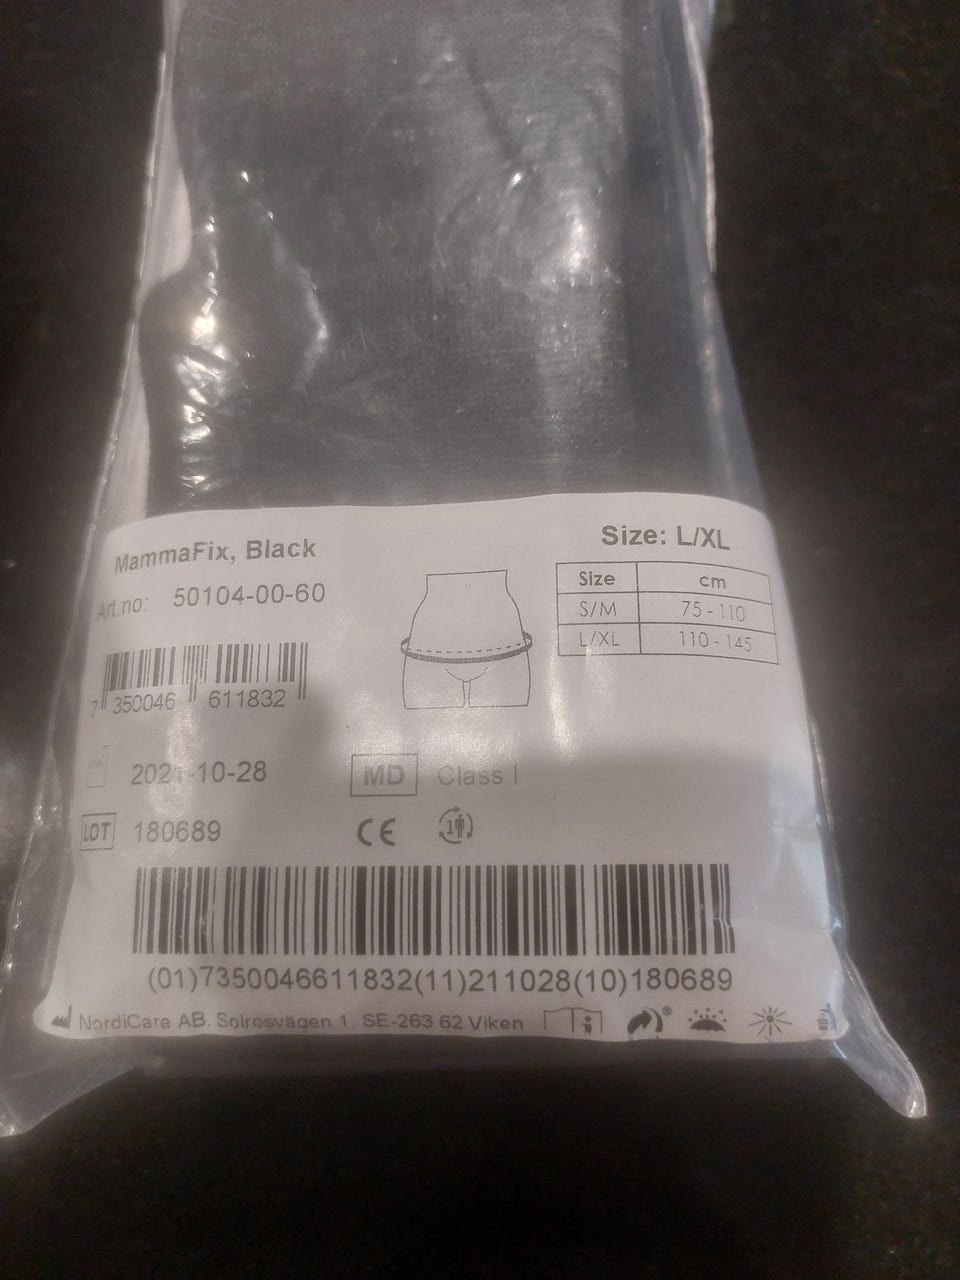 MammaFix, Black
Size: L/XL
Art.no: 50104-00-60
Size cm
S/M 75-110
L/XL 110-145
7 350046 611832
2021-10-28
MD Class I
LOT 180689
CE 1
(01)7350046611832(11)211028(10)180689
NordiCare AB. Solrosvägen 1. SE-263 62 Viken